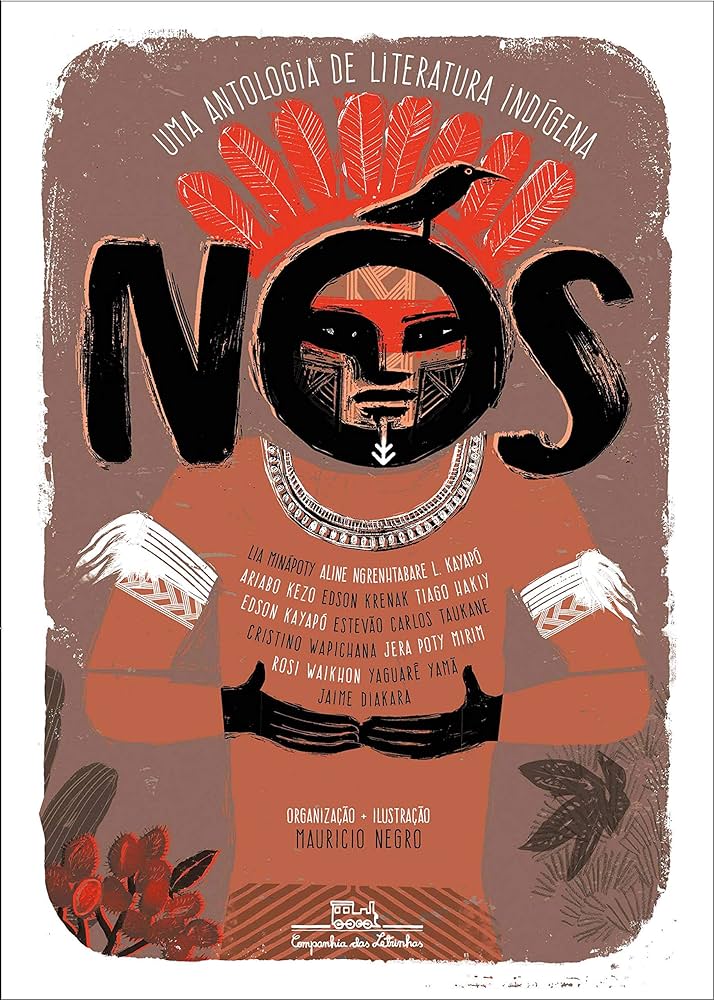 UMA ANTOLOGIA DE LITERATURA INDÍGENA
NÓS
LIA MINÁPOTY ALINE NGRENHTABARE L. KAYAPÓ
ARIABO KEZO EDSON KRENAK TIAGO HAKIY
EDSON KAYAPÓ ESTEVÃO CARLOS TAUKANE
CRISTINO WAPICHANA JERA POTY MIRIM
ROSI WAIKHON YAGUARÊ YAMÃ
JAIME DIAKARA
ORGANIZAÇÃO + ILUSTRAÇÃO
MAURICIO NEGRO
Companhia das Letrinhas